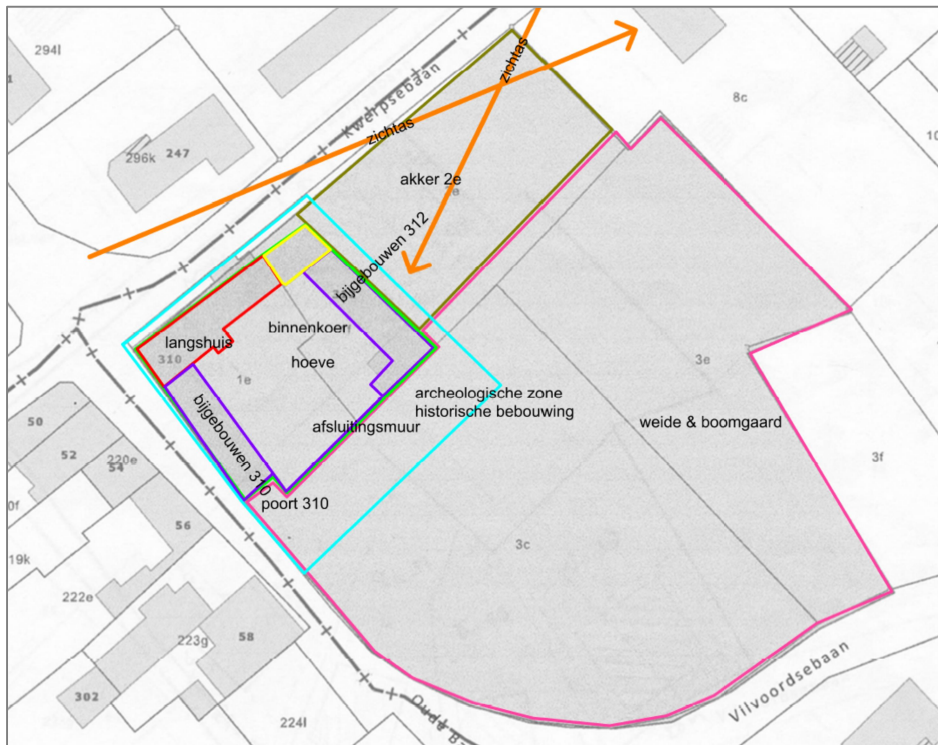 294l
Kwerpsebaan
zichtas
zichtas
8c
296k
247
akker 2e
bijgebouwen 312
binnenkoer
langshuis
310
hoeve
1e
3e
archeologische zone
historische bebouwing
weide & boomgaard
bijgebouwen 310
afsluitingsmuur
50
52
54
220e
3f
poort 310
0f
56
19k
3c
222e
58
223g
302
224l
Vilvoordsebaan